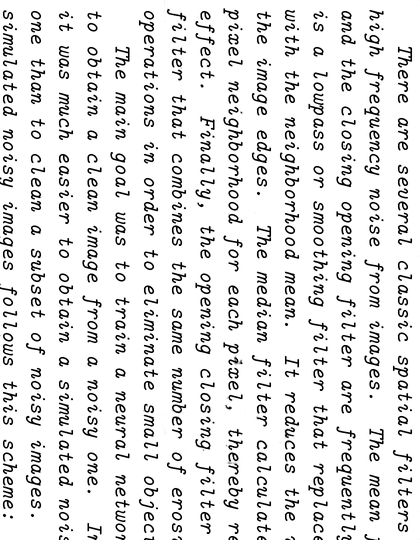 There are several classic spatial filters
high frequency noise from images. The mean
and the closing opening filter are frequently
is a lowpass or smoothing filter that replace
with the neighborhood mean. It reduces the
the image edges. The median filter calculate
pixel neighborhood for each pixel, thereby re
effect. Finally, the opening closing filter
filter that combines the same number of eros
operations in order to eliminate small object
The main goal was to train a neural networ
to obtain a clean image from a noisy one. In
it was much easier to obtain a simulated nois
one than to clean a subset of noisy images.
simulated noisy images follows this scheme: